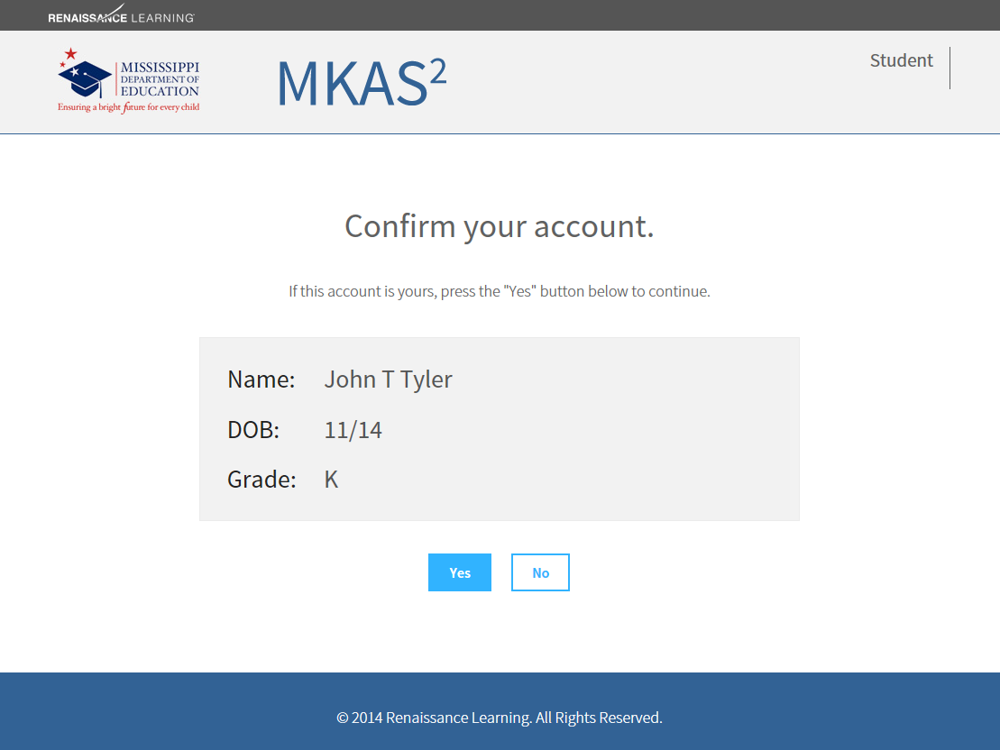 RENAISSANCE LEARNING
MISSISSIPPI
DEPARTMENT OF
EDUCATION
Ensuring a bright future for every child
MKAS²
Student
Confirm your account.
If this account is yours, press the "Yes" button below to continue.
Name: John T Tyler
DOB: 11/14
Grade: K
Yes No
© 2014 Renaissance Learning. All Rights Reserved.